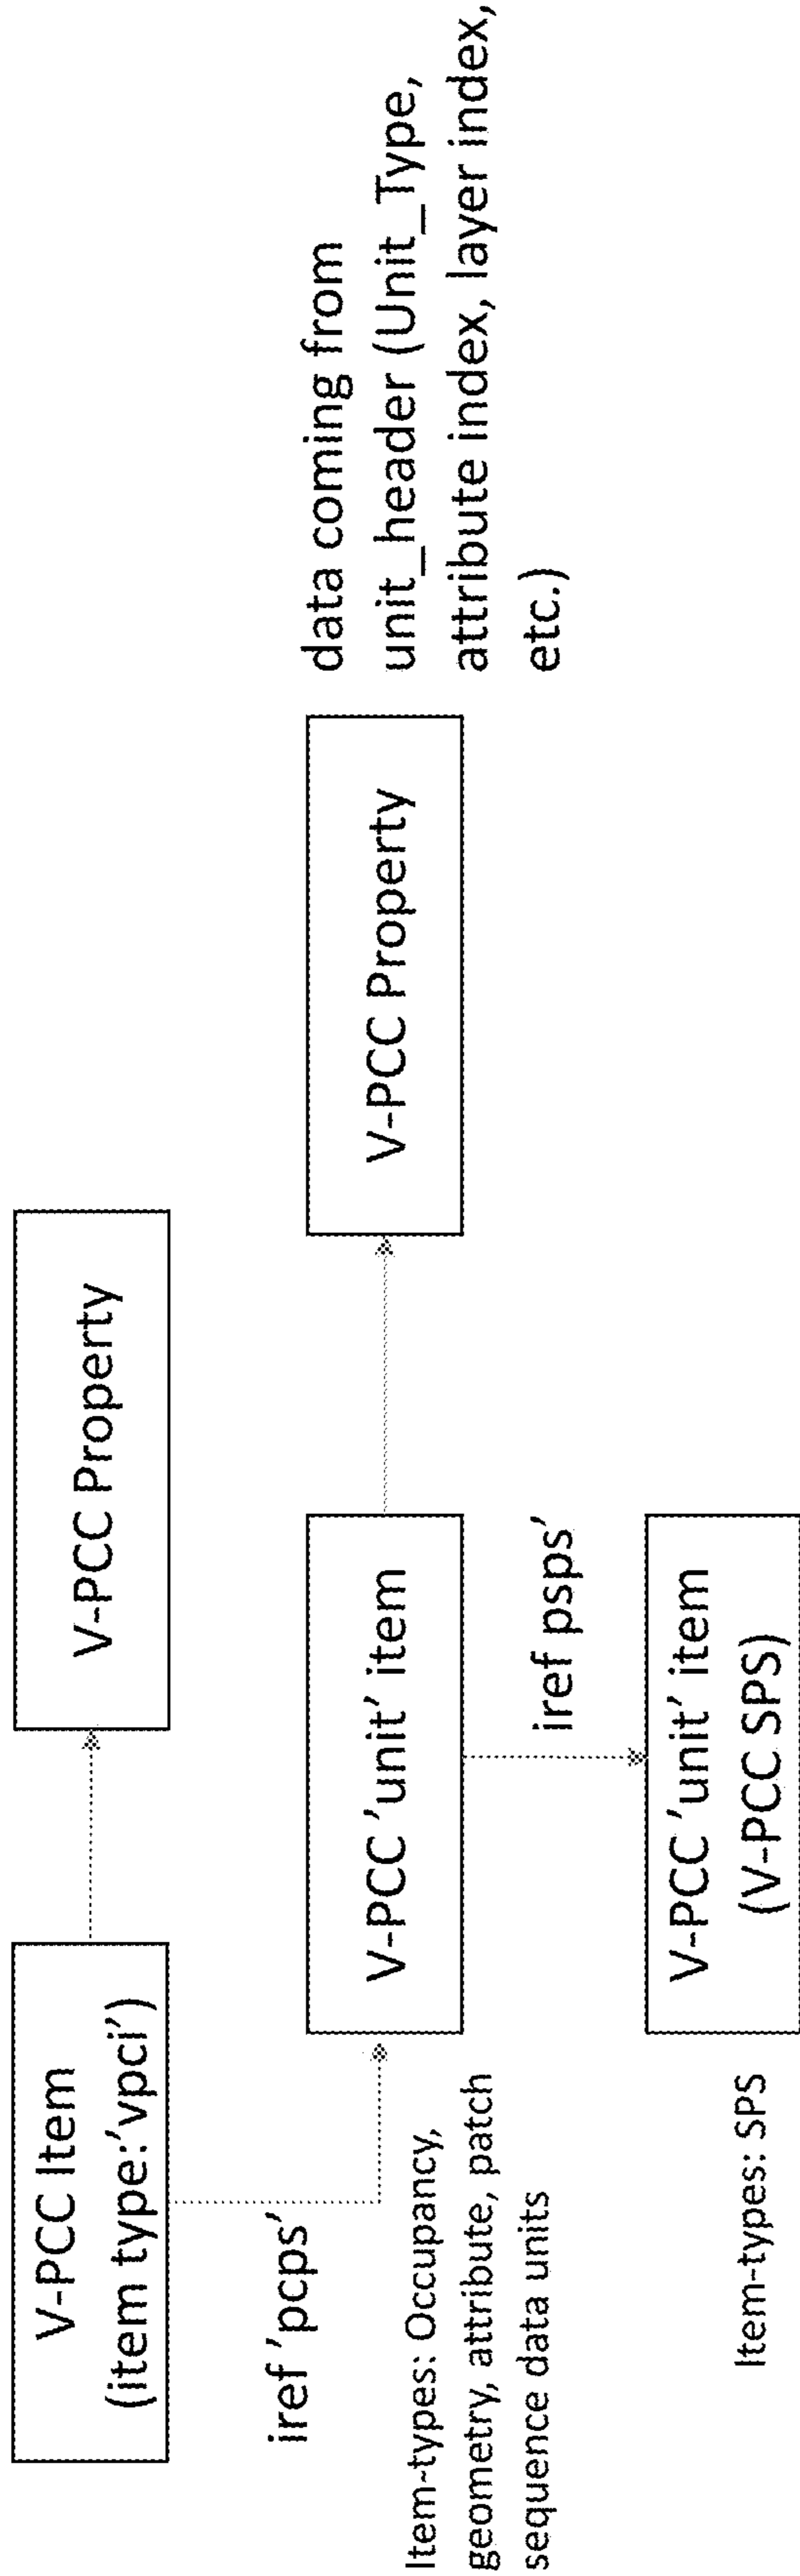 V-PCC Item
(item type:’vpci’)
V-PCC Property
iref ’pcps’
V-PCC ’unit’ item
V-PCC Property
data coming from
unit_header (Unit_Type,
attribute index, layer index,
etc.)
Item-types: Occupancy,
geometry, attribute, patch
sequence data units
iref psps’
V-PCC ’unit’ item
(V-PCC SPS)
Item-types: SPS